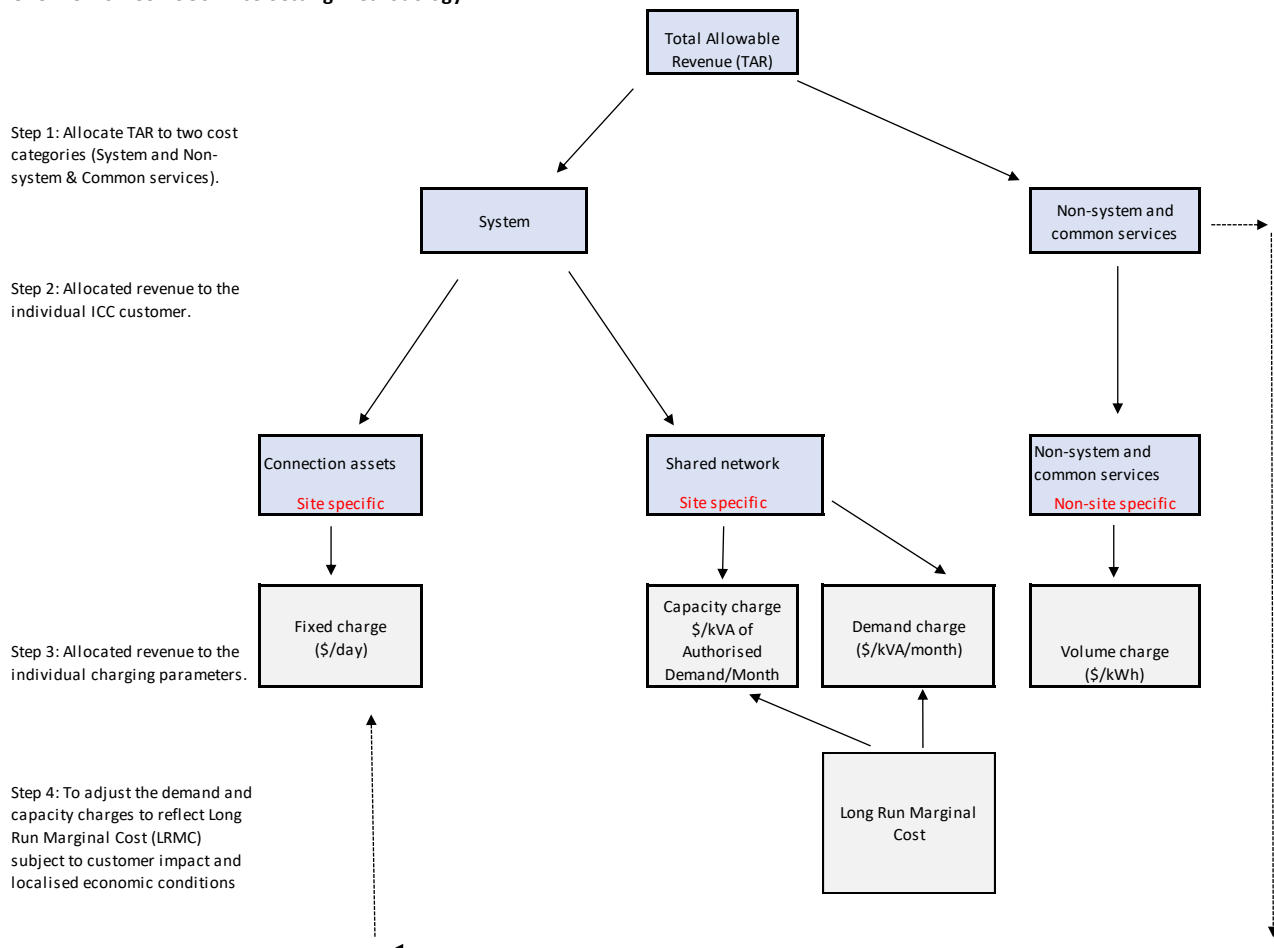 Total Allowable
Revenue (TAR)
Step 1: Allocate TAR to two cost
categories (System and Non-
system & Common services).
System
Non-system and
common services
Step 2: Allocated revenue to the
individual ICC customer.
Connection assets
Site specific
Shared network
Site specific
Non-system and
common services
Non-site specific
Step 3: Allocated revenue to the
individual charging parameters.
Fixed charge
($/day)
Capacity charge
$/kVA of
Authorised
Demand/Month
Demand charge
($/kVA/month)
Volume charge
($/kWh)
Step 4: To adjust the demand and
capacity charges to reflect Long
Run Marginal Cost (LRMC)
subject to customer impact and
localised economic conditions
Long Run Marginal
Cost